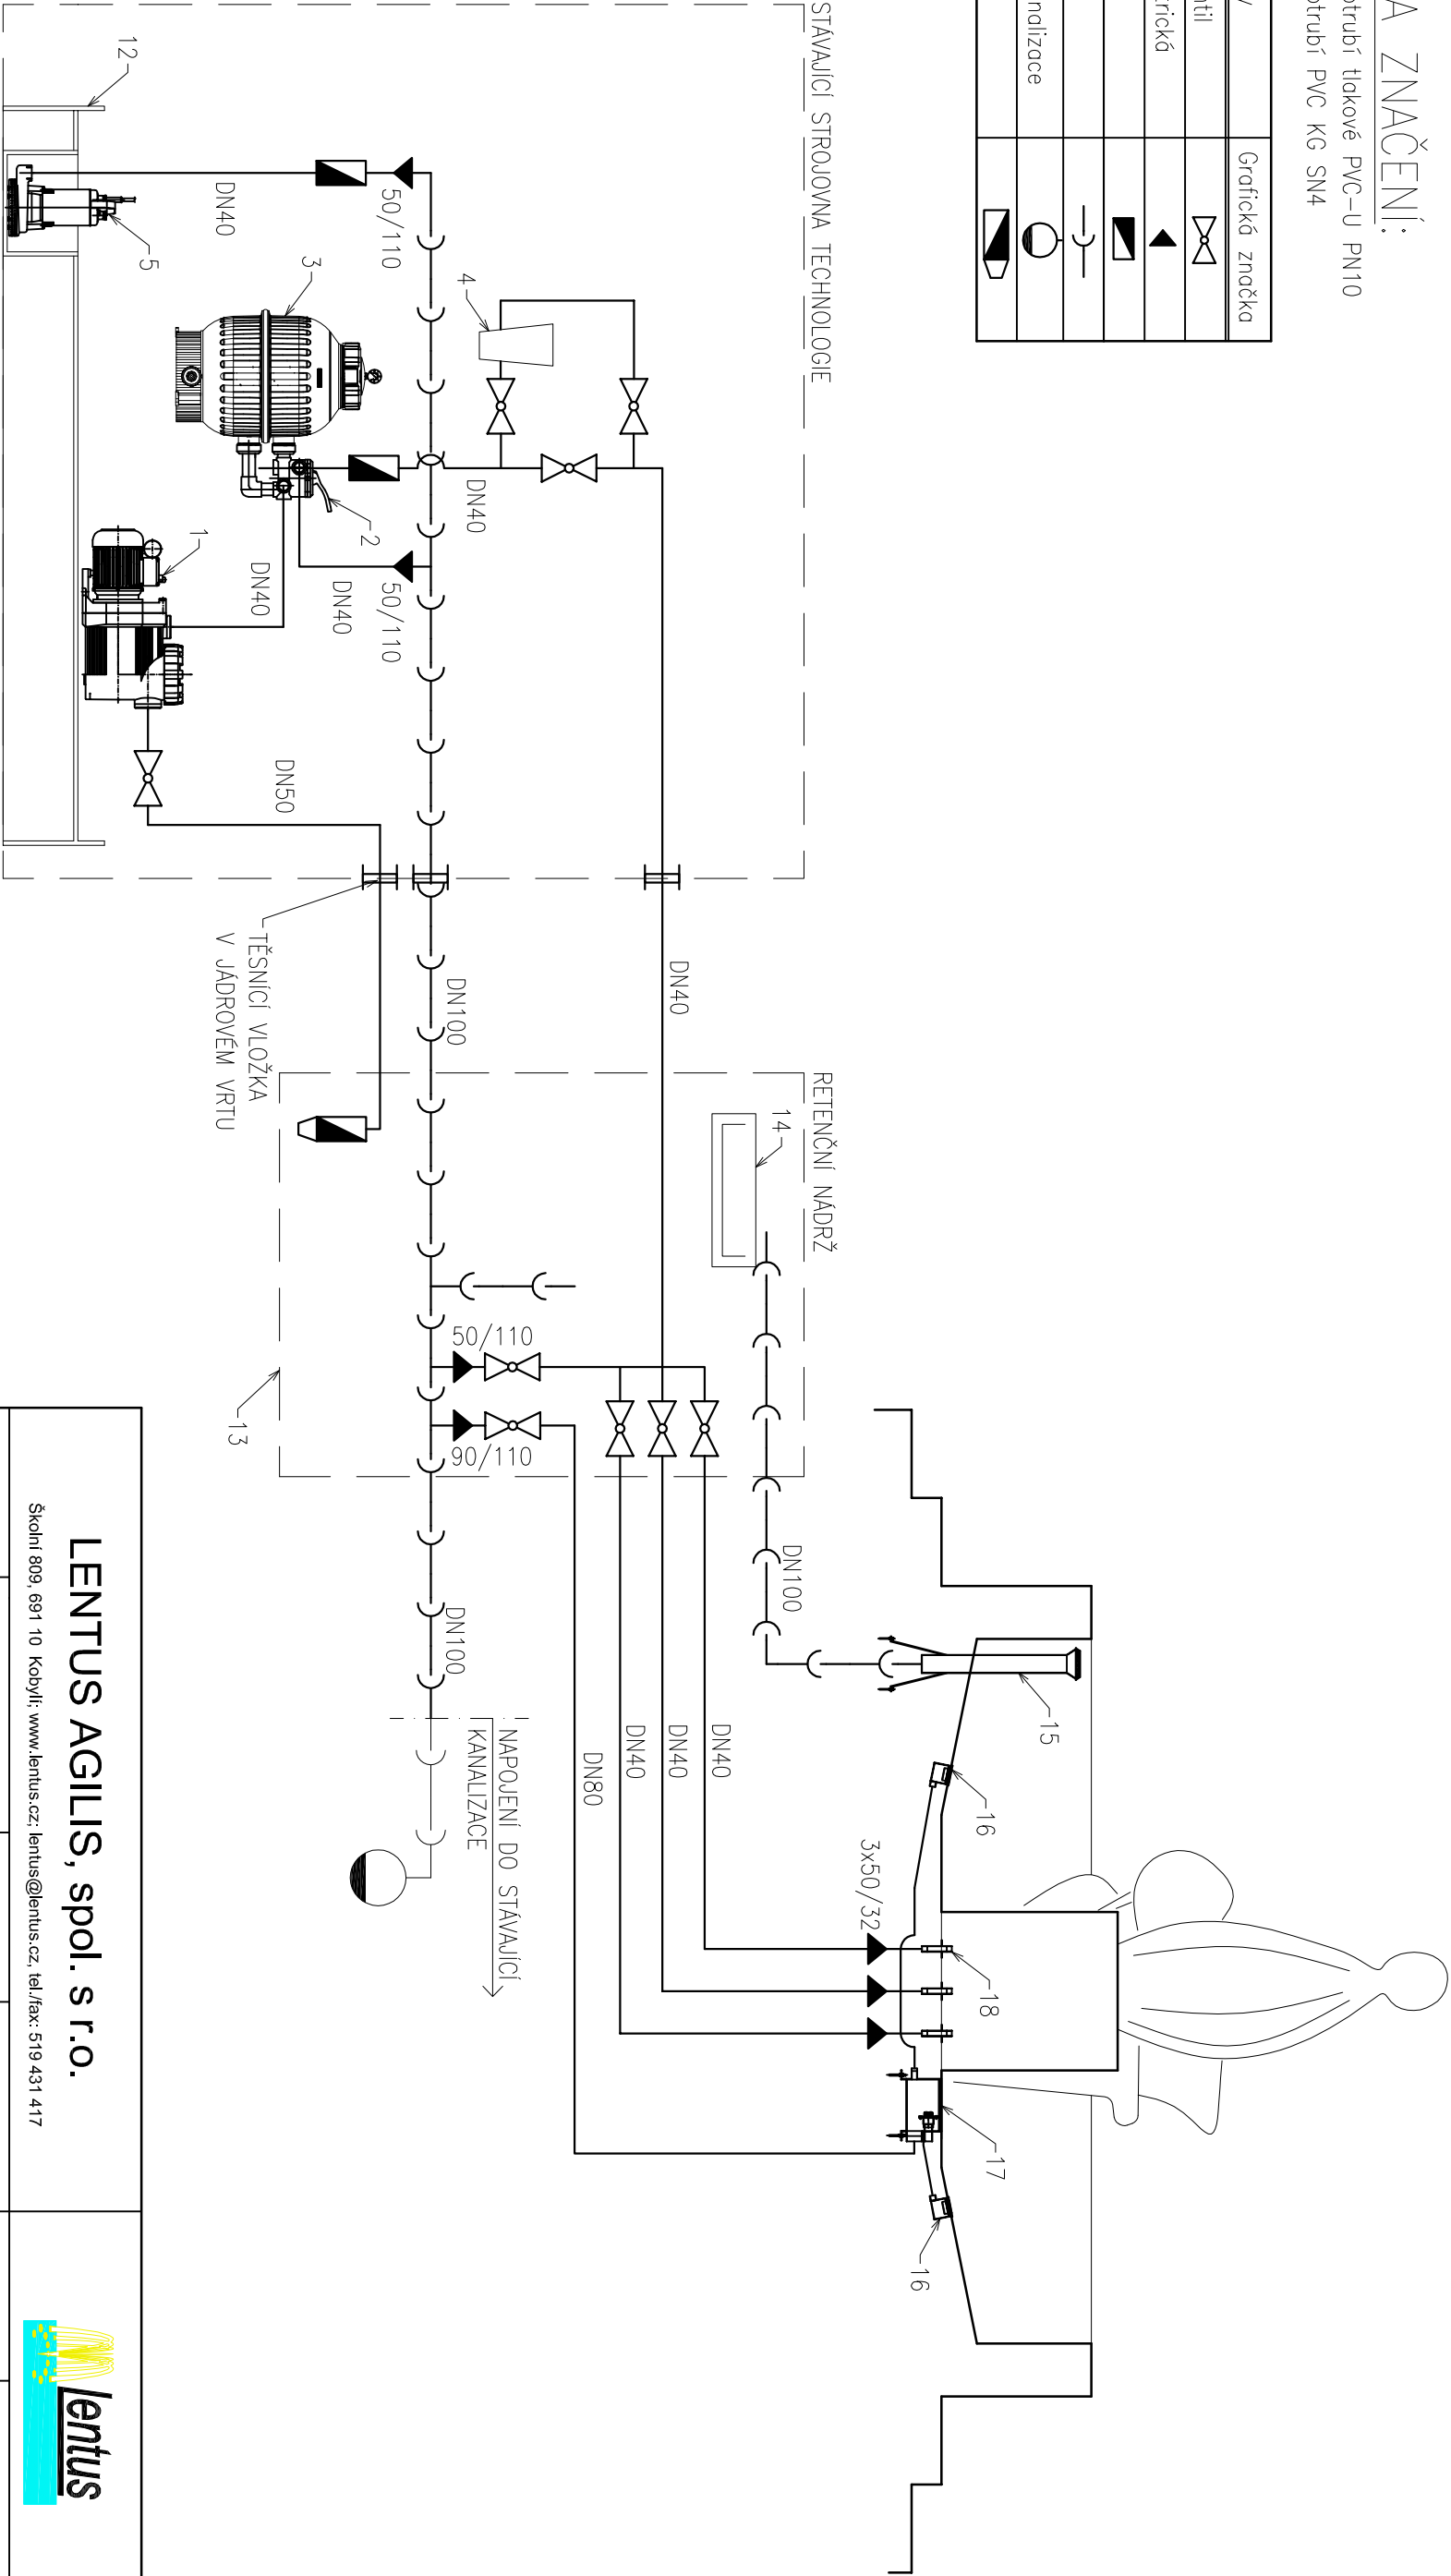 A ZNAČENÍ:
otrubí tlakové PVC-U PN10
otrubí PVC KG SN4
Grafická značka
ntil
trická
nalizace
STÁVAJÍCÍ STROJOVNA TECHNOLOGIE
12
5
DN40
50/110
3
4
DN40
2
50/110
DN40
DN40
1
DN50
TĚSNÍCÍ VLOŽKA
V JÁDROVÉM VRTU
DN40
DN100
RETENČNÍ NÁDRŽ
14
50/110
90/110
13
DN100
DN100
NAPOJENÍ DO STÁVAJÍCÍ
KANALIZACE
DN40
DN40
DN40
DN80
15
16
3x50/32
18
17
16
LENTUS AGILIS, spol. s r.o.
Školní 809, 691 10 Kobylí; www.lentus.cz; lentus@lentus.cz, tel./fax: 519 431 417
lentus